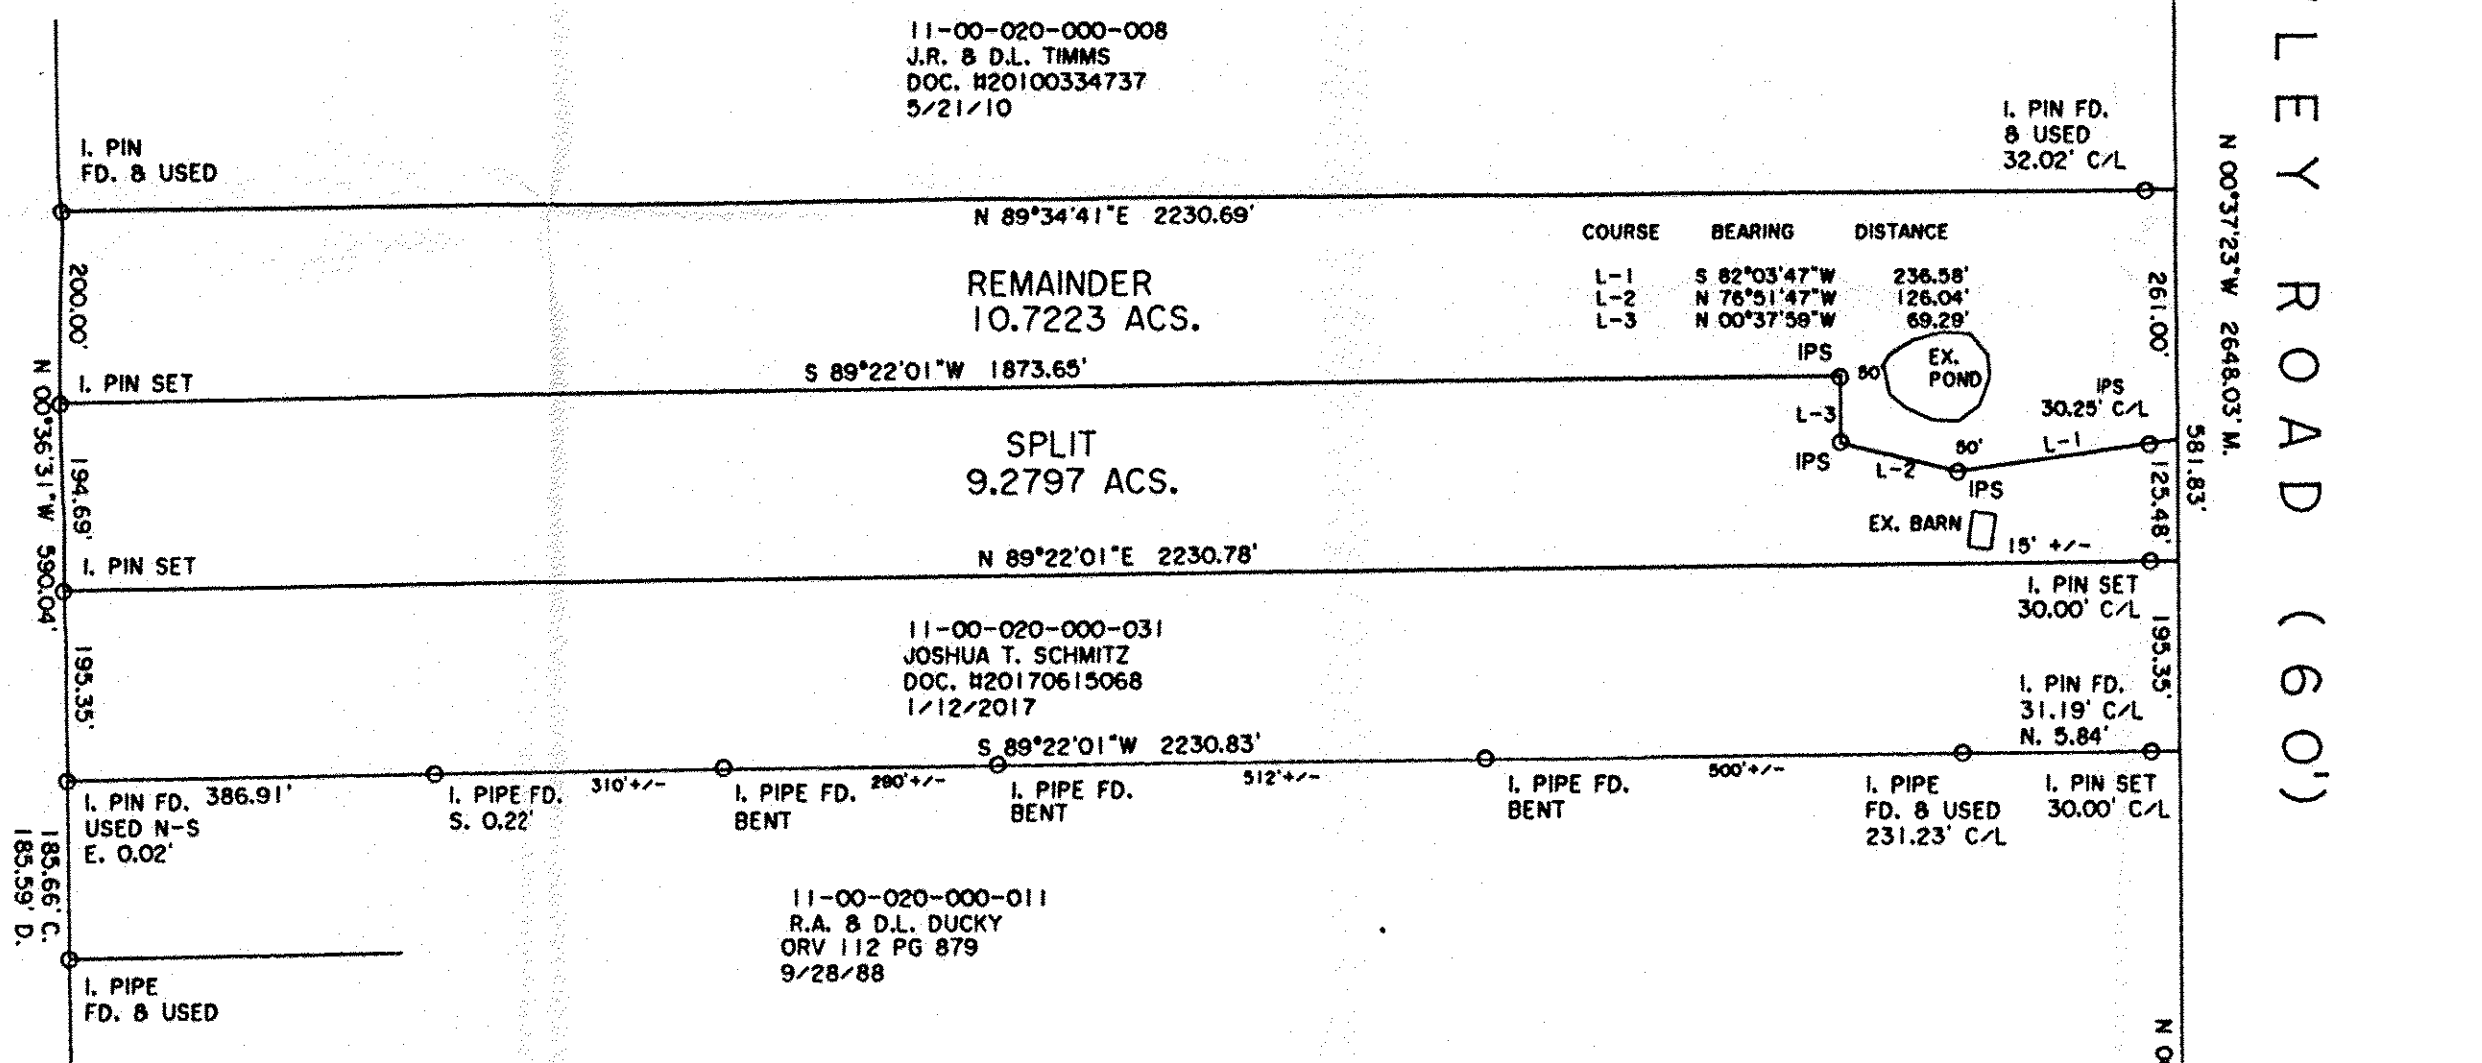 11-00-020-000-008
J.R. & D.L. TIMMS
DOC. #20100334737
5/21/10
I. PIN
FD. & USED
I. PIN FD.
& USED
32.02' C/L
N 89°34'41"E 2230.69'
COURSE BEARING DISTANCE
L-1 S 82°03'47"W 236.58'
L-2 N 76°51'47"W 126.04'
L-3 N 00°37'59"W 69.29'
REMAINDER
10.7223 ACS.
200.00'
261.00'
N 00°37'23"W 2648.03' M.
LEY ROAD (60')
I. PIN SET
S 89°22'01"W 1873.65'
IPS
50'
EX.
POND
IPS
30.25' C/L
L-3
L-1
50'
IPS
L-2
IPS
SPLIT
9.2797 ACS.
N 00°36'31"W 590.04'
194.69'
125.48'
581.83'
EX. BARN
15' +/-
I. PIN SET
N 89°22'01"E 2230.78'
I. PIN SET
30.00' C/L
11-00-020-000-031
JOSHUA T. SCHMITZ
DOC. #20170615068
1/12/2017
195.35'
195.35'
I. PIN FD.
31.19' C/L
N. 5.84'
S 89°22'01"W 2230.83'
I. PIN FD.
USED N-S
E. 0.02'
386.91'
I. PIPE FD.
S. 0.22'
310'+/-
I. PIPE FD.
BENT
290'+/-
I. PIPE FD.
BENT
512'+/-
I. PIPE FD.
BENT
500'+/-
I. PIPE
FD. & USED
231.23' C/L
I. PIN SET
30.00' C/L
185.66' C.
185.59' D.
11-00-020-000-011
R.A. & D.L. DUCKY
ORV 112 PG 879
9/28/88
I. PIPE
FD. & USED